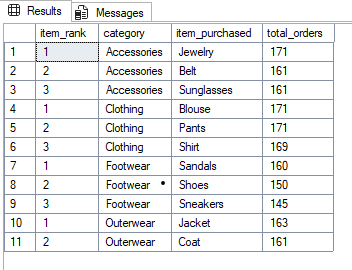 Results Messages
item_rank category item_purchased total_orders
1 1 Accessories Jewelry 171
2 2 Accessories Belt 161
3 3 Accessories Sunglasses 161
4 1 Clothing Blouse 171
5 2 Clothing Pants 171
6 3 Clothing Shirt 169
7 1 Footwear Sandals 160
8 2 Footwear Shoes 150
9 3 Footwear Sneakers 145
10 1 Outerwear Jacket 163
11 2 Outerwear Coat 161